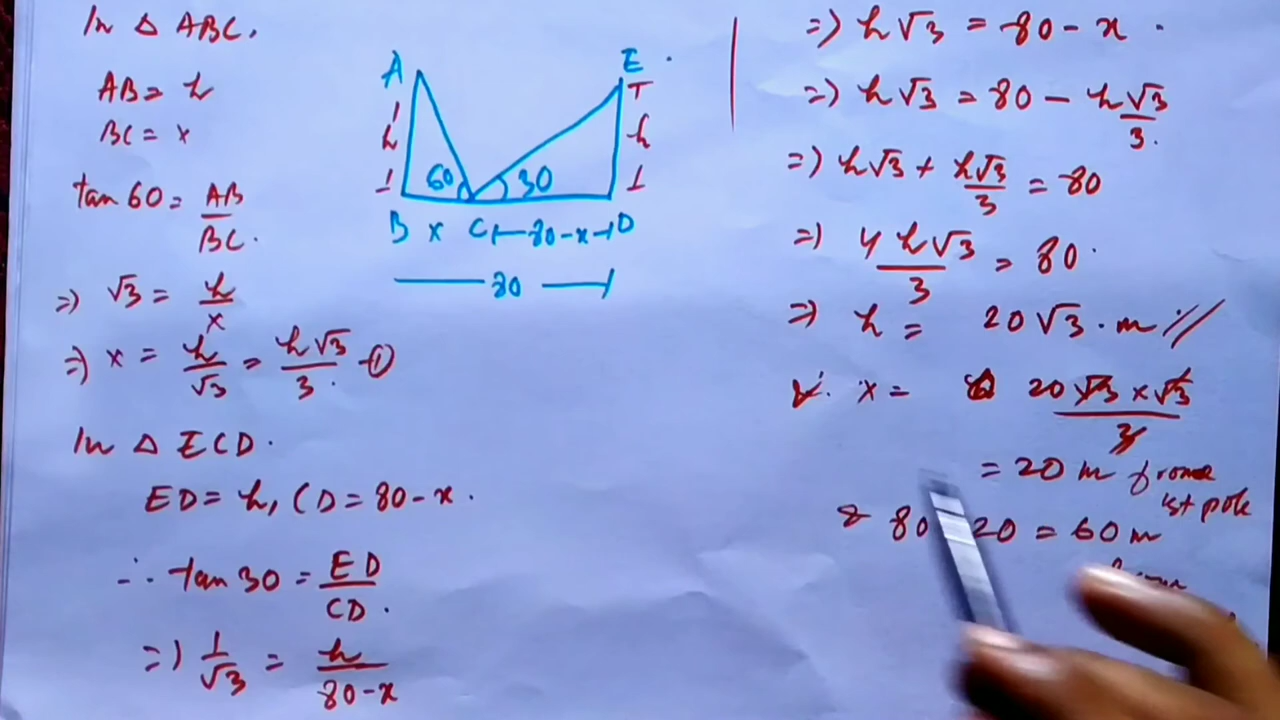 In Δ ABC,
AB = h
BC = x
tan 60 = AB/BC.
=> √3 = h/x
=> x = h/√3 = h√3/3. -①
In Δ ECD.
ED = h, CD = 80 - x.
∴ tan 30 = ED/CD.
=> 1/√3 = h/80-x
A
E
h
h
60
30
B x C 80-x D
80
=> h√3 = 80 - x
=> h√3 = 80 - h√3/3.
=> h√3 + h√3/3 = 80
=> 4h√3/3 = 80
=> h = 20√3 . m //
& x = 20√3 × √3/3
= 20 m from
1st pole
& 80 20 = 60 m
from